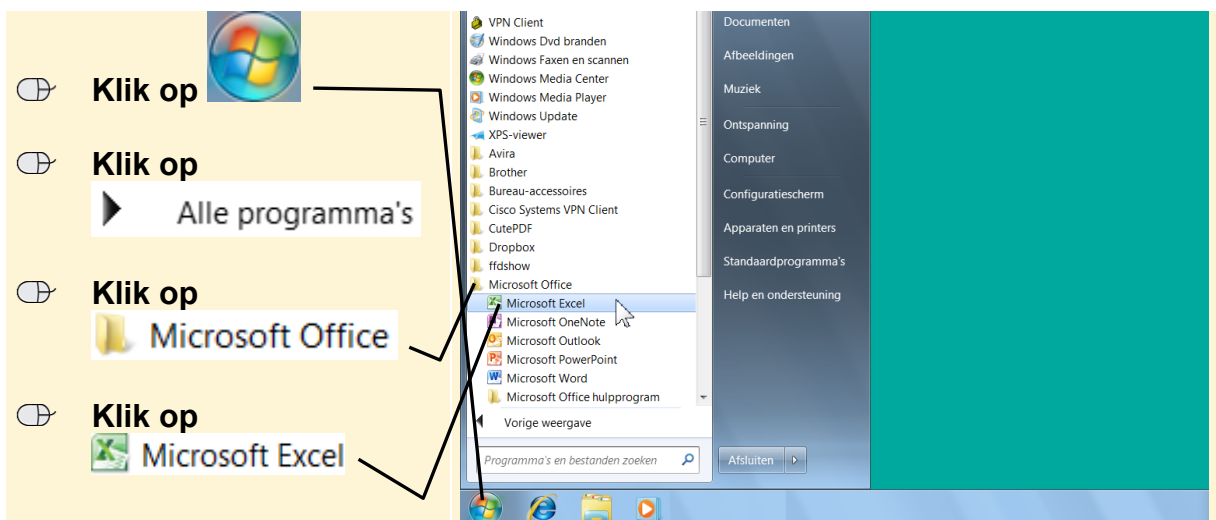 Klik op
Klik op
Alle programma's
Klik op
Microsoft Office
Klik op
Microsoft Excel
VPN Client
Windows Dvd branden
Windows Faxen en scannen
Windows Media Center
Windows Media Player
Windows Update
XPS-viewer
Avira
Brother
Bureau-accessoires
Cisco Systems VPN Client
CutePDF
Dropbox
ffdshow
Microsoft Office
Microsoft Excel
Microsoft OneNote
Microsoft Outlook
Microsoft PowerPoint
Microsoft Word
Microsoft Office hulpprogram
Vorige weergave
Programma's en bestanden zoeken
Documenten
Afbeeldingen
Muziek
Ontspanning
Computer
Configuratiescherm
Apparaten en printers
Standaardprogramma's
Help en ondersteuning
Afsluiten